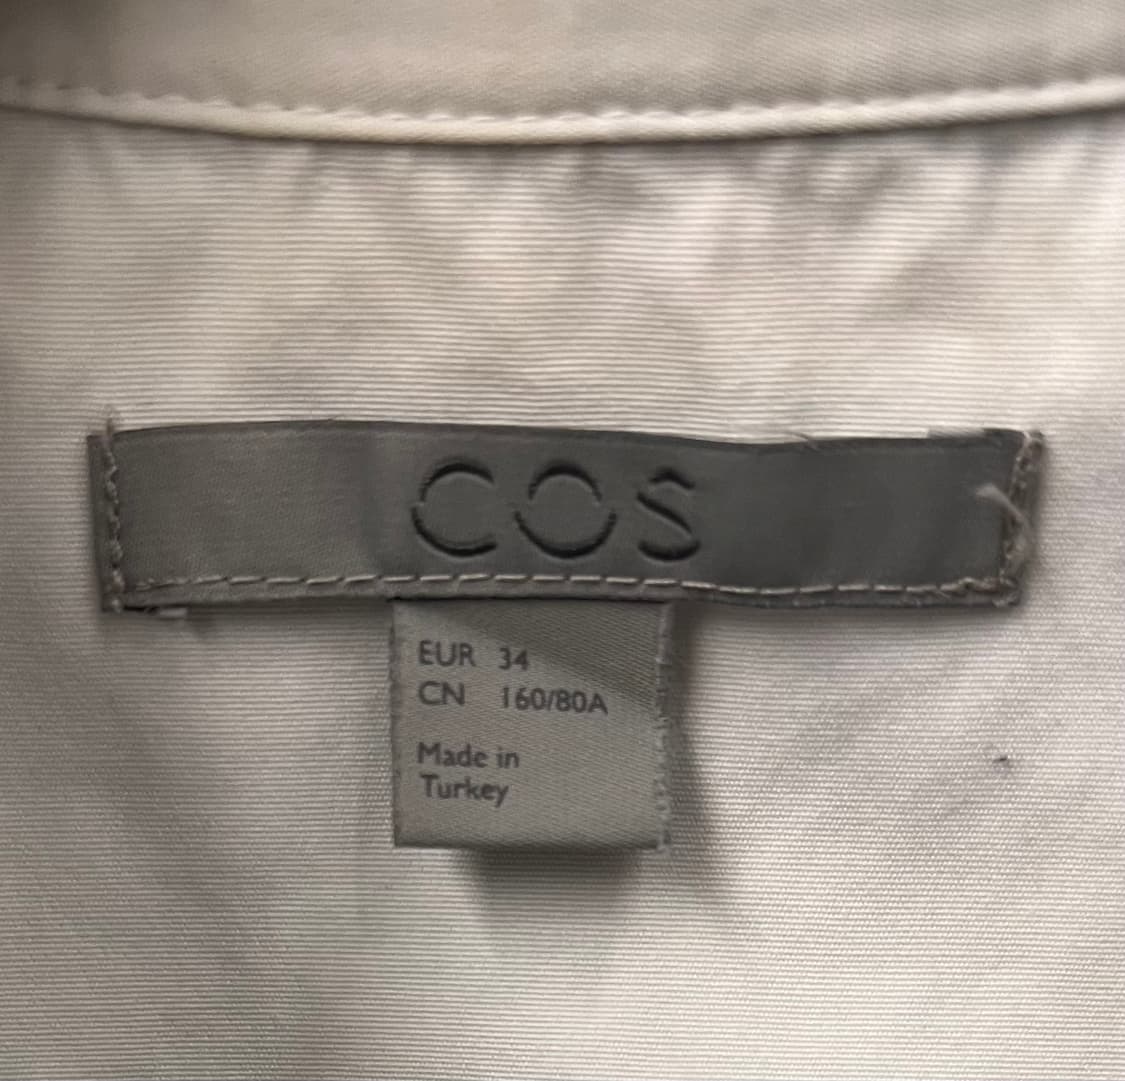 COS
EUR 34
CN 160/80A
Made in
Turkey